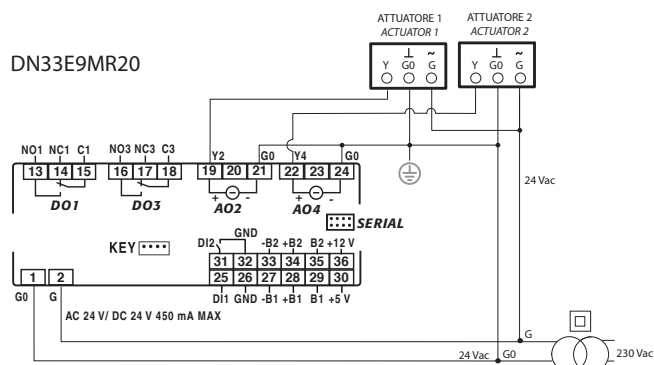 ATTUATORE 1 ATTUATORE 2
ACTUATOR 1 ACTUATOR 2
DN33E9MR20
⊥ ~ ⊥ ~
Y G0 G Y G0 G
NO1 NC1 C1 NO3 NC3 C3 Y2 G0 Y4 G0
13 14 15 16 17 18 19 20 21 22 23 24
+ - + -
DO1 DO3 AO2 AO4
24 Vac
SERIAL
KEY
DI2 GND -B2 +B2 B2 +12 V
31 32 33 34 35 36
1 2 25 26 27 28 29 30
G0 G DI1 GND -B1 +B1 B1 +5 V
AC 24 V/ DC 24 V 450 mA MAX
G
24 Vac G0 230 Vac